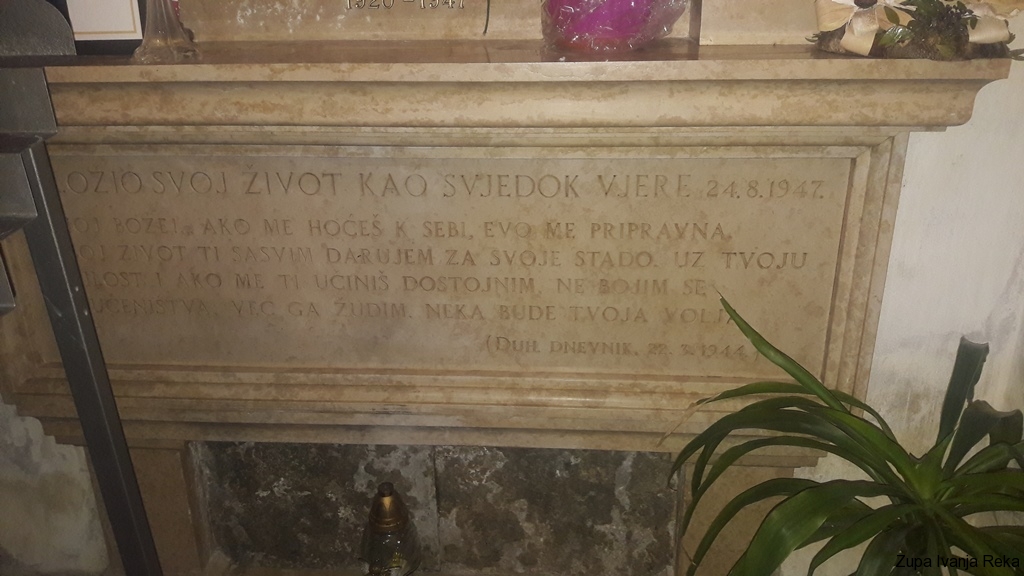 1920-1947
SVOJ ŽIVOT KAO SVJEDOK VJERE. 24.8.1947.
BOŽE!, AKO ME HOĆEŠ K SEBI, EVO ME PRIPRAVNA.
ŽIVOT TI SASVIM DARUJEM ZA SVOJE STADO. UZ TVOJU
AKO ME TI UČINIŠ DOSTOJNIM, NE BOJIM SE
VEĆ GA ŽUDIM. NEKA BUDE TVOJA VOLJA
(DUH. DNEVNIK,
Župa Ivanja Reka